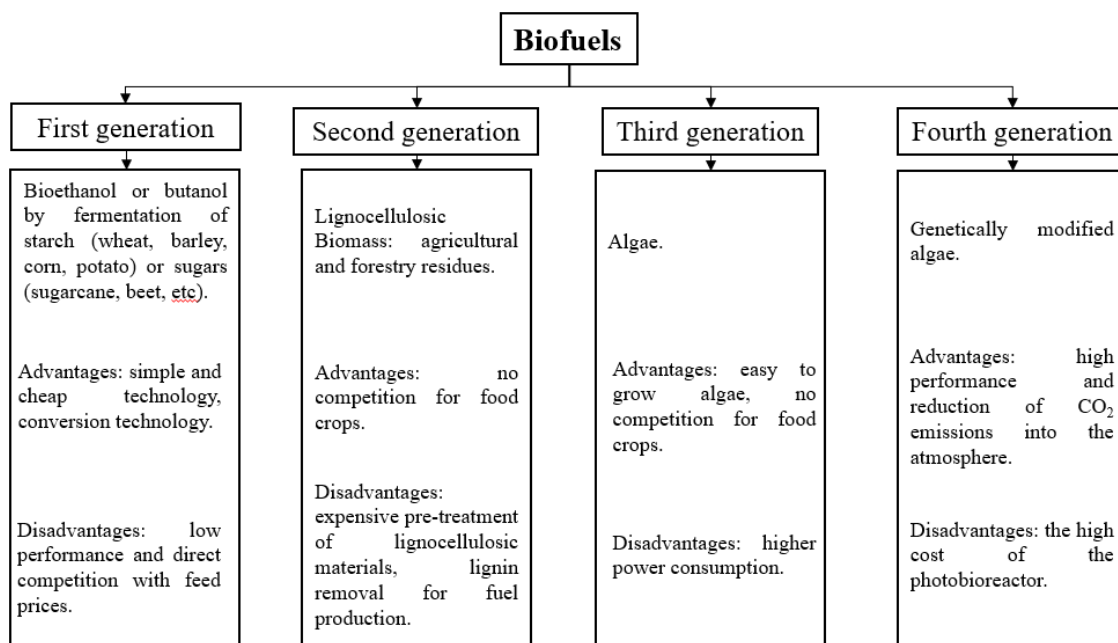 Biofuels
First generation
Second generation
Third generation
Fourth generation
Bioethanol or butanol
by fermentation of
starch (wheat, barley,
corn, potato) or sugars
(sugarcane, beet, etc).
Advantages: simple and
cheap technology,
conversion technology.
Disadvantages: low
performance and direct
competition with feed
prices.
Lignocellulosic
Biomass: agricultural
and forestry residues.
Advantages: no
competition for food
crops.
Disadvantages:
expensive pre-treatment
of lignocellulosic
materials, lignin
removal for fuel
production.
Algae.
Advantages: easy to
grow algae, no
competition for food
crops.
Disadvantages: higher
power consumption.
Genetically modified
algae.
Advantages: high
performance and
reduction of CO₂
emissions into the
atmosphere.
Disadvantages: the high
cost of the
photobioreactor.